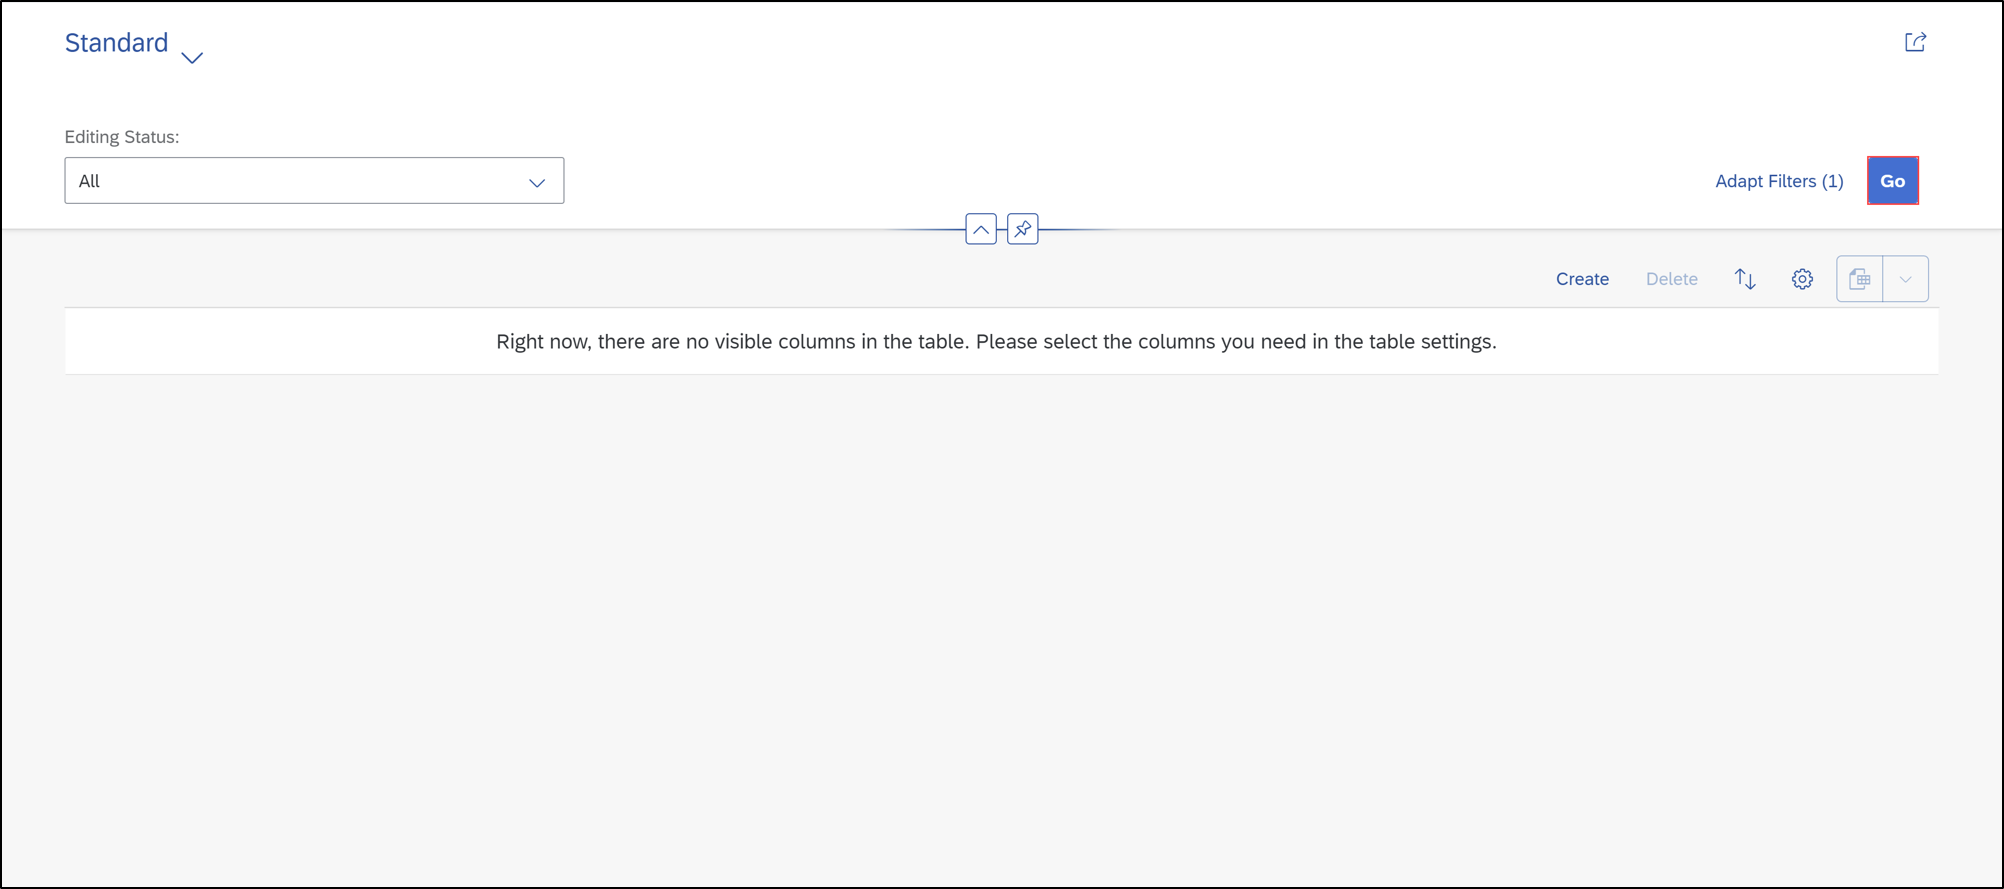 Standard
Editing Status:
All
Adapt Filters (1)
Go
Create
Delete
Right now, there are no visible columns in the table. Please select the columns you need in the table settings.